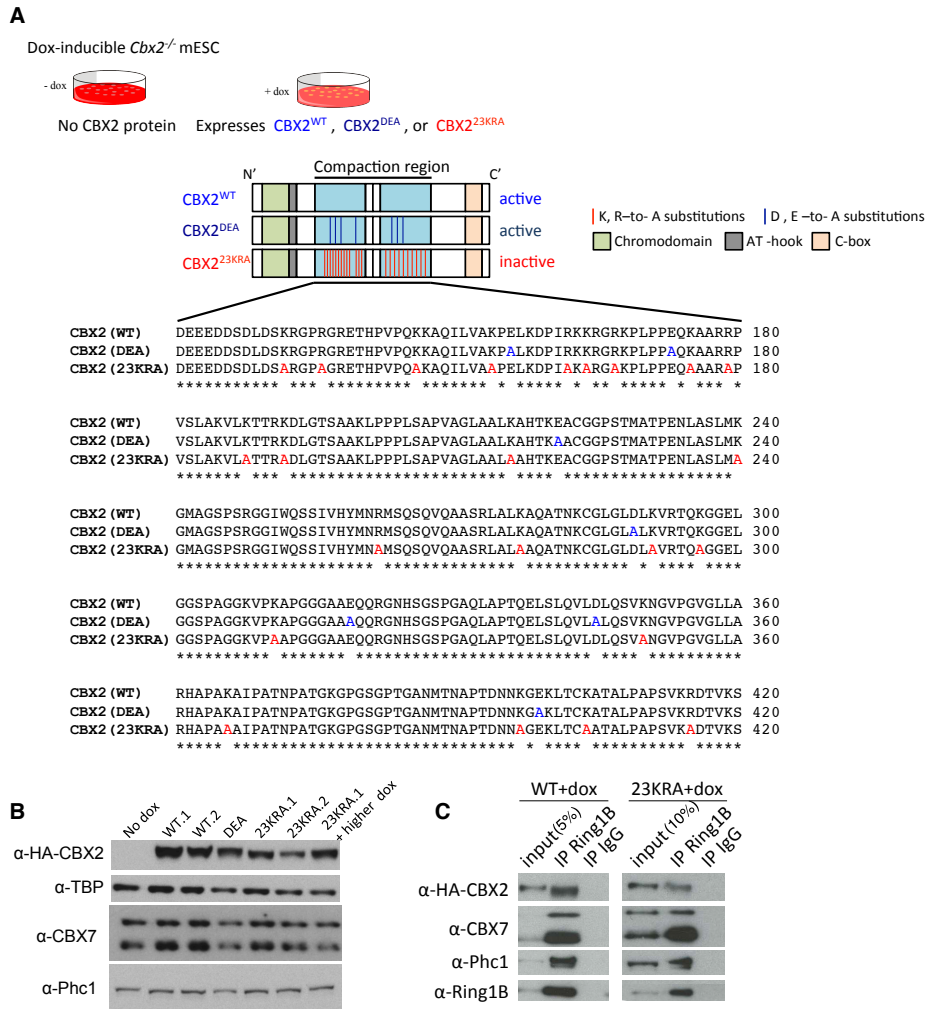 A
Dox-inducible Cbx2-/- mESC
- dox
+ dox
No CBX2 protein Expresses CBX2WT , CBX2DEA , or CBX223KRA
N' Compaction region C'
CBX2WT active
CBX2DEA active
CBX223KRA inactive
K, R–to- A substitutions D , E –to- A substitutions
Chromodomain AT -hook C-box
CBX2(WT) DEEEDDSDLDSKRGPRGRETHPVPQKKAQILVAKPELKDPIRKKRGRKPLPPEQKAARRP 180
CBX2(DEA) DEEEDDSDLDSKRGPRGRETHPVPQKKAQILVAKPALKDPIRKKRGRKPLPPAQKAARRP 180
CBX2(23KRA) DEEEDDSDLDSARGPAGRETHPVPQAKAQILVAAPELKDPIAKARGAKPLPPEQAAARAP 180
*********** *** ********* ******* * ***** * ** ***** * *** *
CBX2(WT) VSLAKVLKTTRKDLGTSAAKLPPPLSAPVAGLAALKAHTKEACGGPSTMATPENLASLMK 240
CBX2(DEA) VSLAKVLKTTRKDLGTSAAKLPPPLSAPVAGLAALKAHTKAACGGPSTMATPENLASLMK 240
CBX2(23KRA) VSLAKVLATTRADLGTSAAKLPPPLSAPVAGLAALAAHTKEACGGPSTMATPENLASLMA 240
******* *** *********************** **** ******************
CBX2(WT) GMAGSPSRGGIWQSSIVHYMNRMSQSQVQAASRLALKAQATNKCGLGLDLKVRTQKGGEL 300
CBX2(DEA) GMAGSPSRGGIWQSSIVHYMNRMSQSQVQAASRLALKAQATNKCGLGLALKVRTQKGGEL 300
CBX2(23KRA) GMAGSPSRGGIWQSSIVHYMNAMSQSQVQAASRLALAAQATNKCGLGLDLAVRTQAGGEL 300
********************* ************** *********** * **** ****
CBX2(WT) GGSPAGGKVPKAPGGGAAEQQRGNHSGSPGAQLAPTQELSLQVLDLQSVKNGVPGVGLLA 360
CBX2(DEA) GGSPAGGKVPKAPGGGAAAQQRGNHSGSPGAQLAPTQELSLQVLALQSVKNGVPGVGLLA 360
CBX2(23KRA) GGSPAGGKVPAAPGGGAAEQQRGNHSGSPGAQLAPTQELSLQVLDLQSVANGVPGVGLLA 360
********** ******* ************************* **** **********
CBX2(WT) RHAPAKAIPATNPATGKGPGSGPTGANMTNAPTDNNKGEKLTCKATALPAPSVKRDTVKS 420
CBX2(DEA) RHAPAKAIPATNPATGKGPGSGPTGANMTNAPTDNNKGAKLTCKATALPAPSVKRDTVKS 420
CBX2(23KRA) RHAPAAAIPATNPATGKGPGSGPTGANMTNAPTDNNAGEKLTCAATALPAPSVKADTVKS 420
***** ****************************** * **** ********** *****
B
No dox WT.1 WT.2 DEA 23KRA.1 23KRA.2 23KRA.1 + higher dox
α-HA-CBX2
α-TBP
α-CBX7
α-Phc1
C
WT+dox 23KRA+dox
input(5%) IP Ring1B IP IgG input (10%) IP Ring1B IP IgG
α-HA-CBX2
α-CBX7
α-Phc1
α-Ring1B